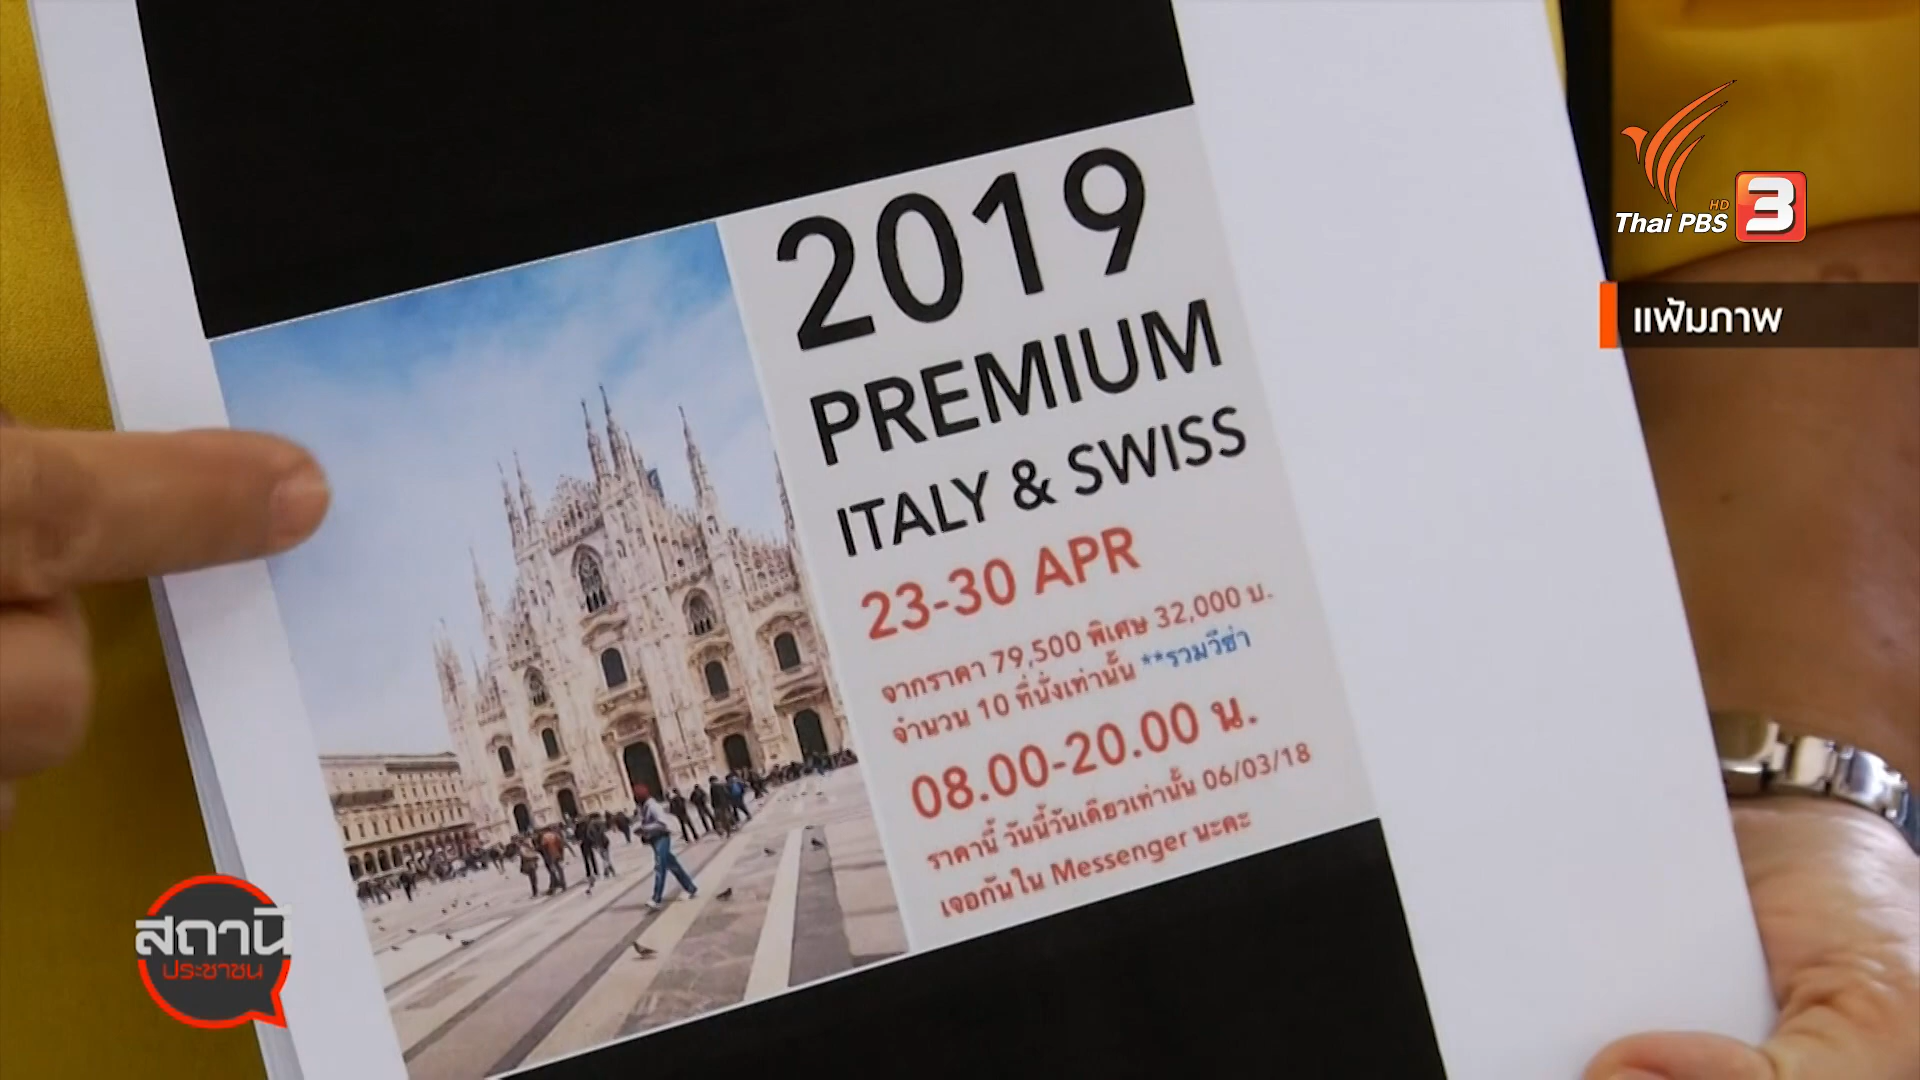 2019
PREMIUM
ITALY & SWISS
23-30 APR
จากราคา 79,500 พิเศษ 32,000 บ.
จำนวน 10 ที่นั่งเท่านั้น **รวมวีซ่า
08.00-20.00 น.
ราคานี้ วันนี้วันเดียวเท่านั้น 06/03/18
เจอกันใน Messenger นะคะ
HD
Thai PBS 3
แฟ้มภาพ
สถานี
ประชาชน